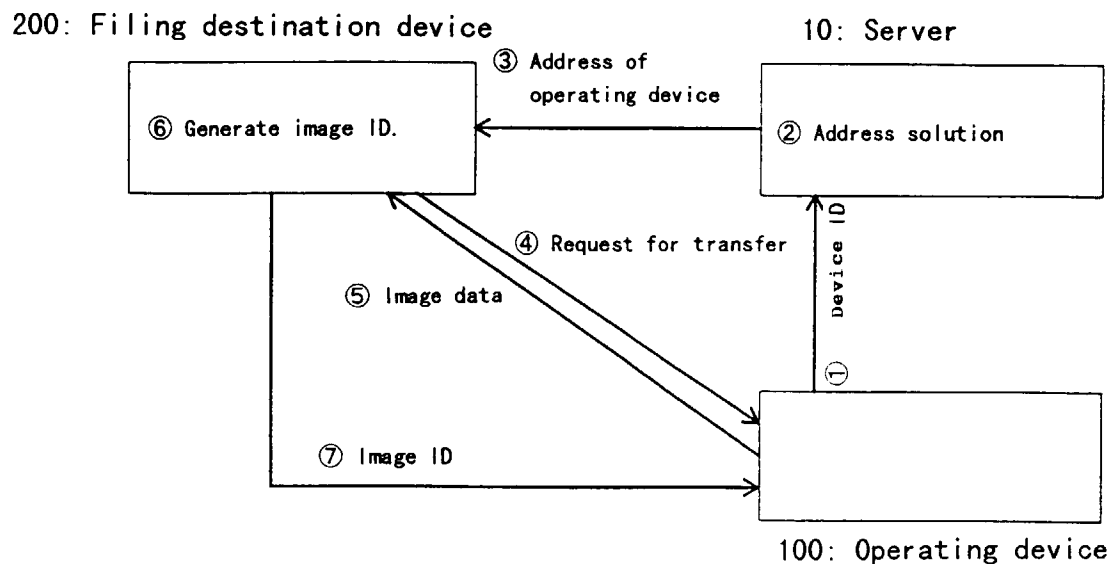 200: Filing destination device
10: Server
③ Address of
operating device
⑥ Generate image ID.
② Address solution
④ Request for transfer
⑤ Image data
① Device ID
⑦ Image ID
100: Operating device